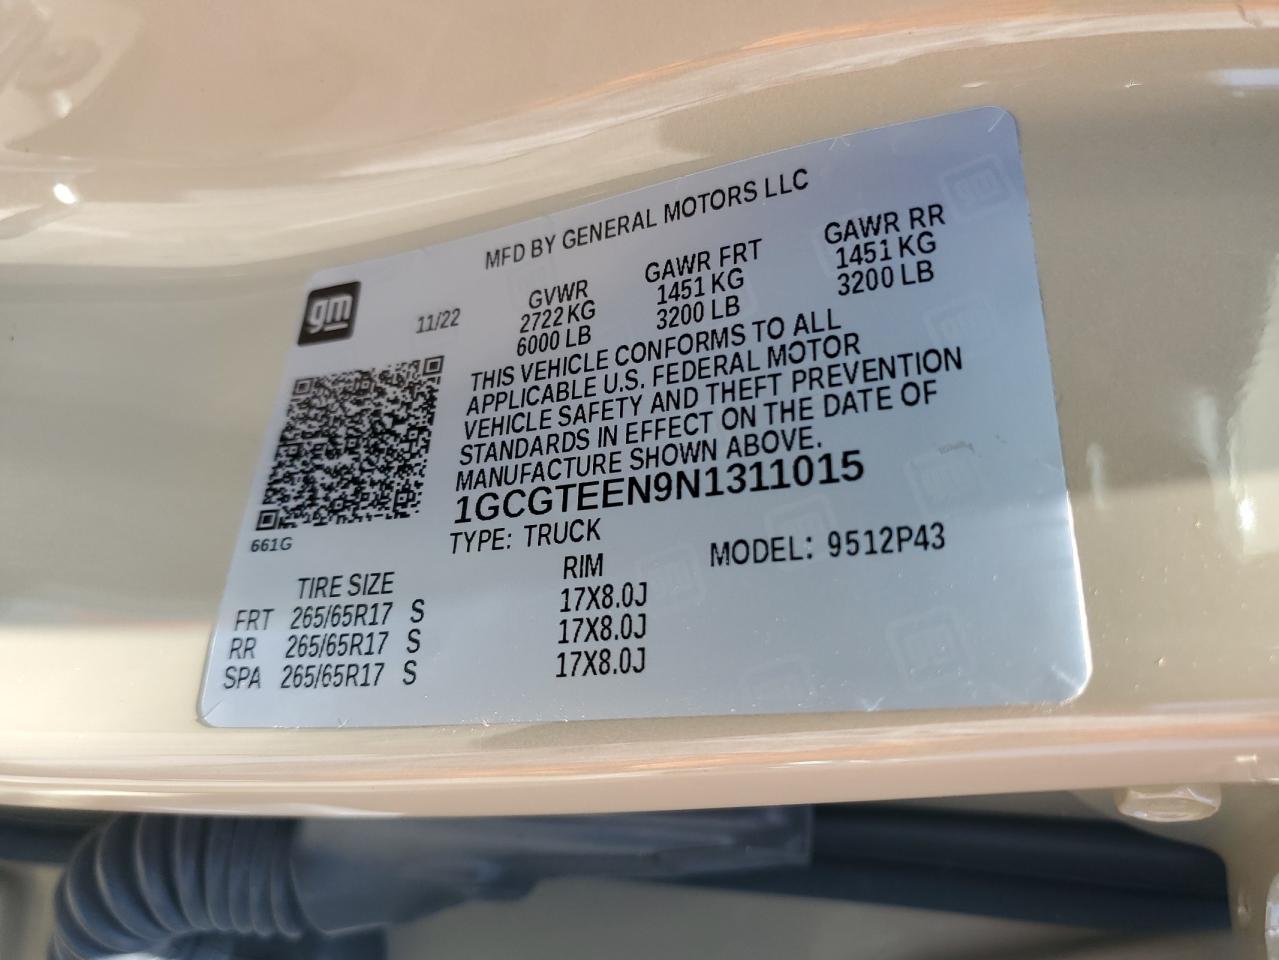 MFD BY GENERAL MOTORS LLC
gm
11/22
GVWR GAWR FRT GAWR RR
2722 KG 1451 KG 1451 KG
6000 LB 3200 LB 3200 LB
THIS VEHICLE CONFORMS TO ALL
APPLICABLE U.S. FEDERAL MOTOR
VEHICLE SAFETY AND THEFT PREVENTION
STANDARDS IN EFFECT ON THE DATE OF
MANUFACTURE SHOWN ABOVE.
1GCGTEEN9N1311015
661G
TYPE: TRUCK MODEL: 9512P43
TIRE SIZE RIM
FRT 265/65R17 S 17X8.0J
RR 265/65R17 S 17X8.0J
SPA 265/65R17 S 17X8.0J